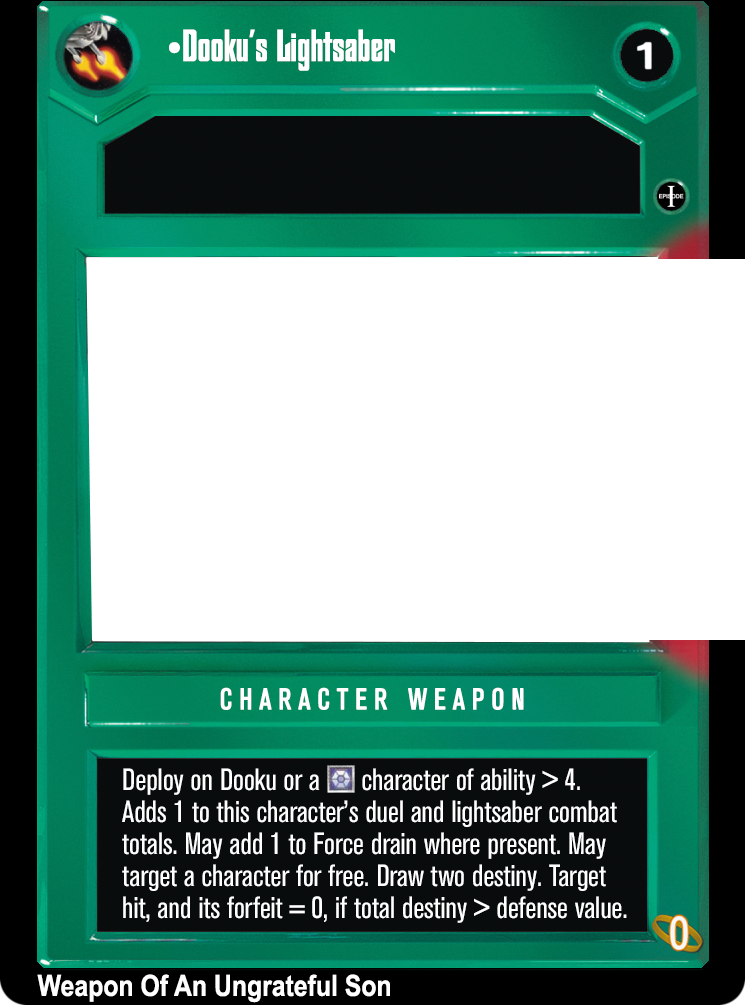 •Dooku's Lightsaber
1
EPISODE I
CHARACTER WEAPON
Deploy on Dooku or a character of ability > 4.
Adds 1 to this character's duel and lightsaber combat
totals. May add 1 to Force drain where present. May
target a character for free. Draw two destiny. Target
hit, and its forfeit = 0, if total destiny > defense value.
0
Weapon Of An Ungrateful Son